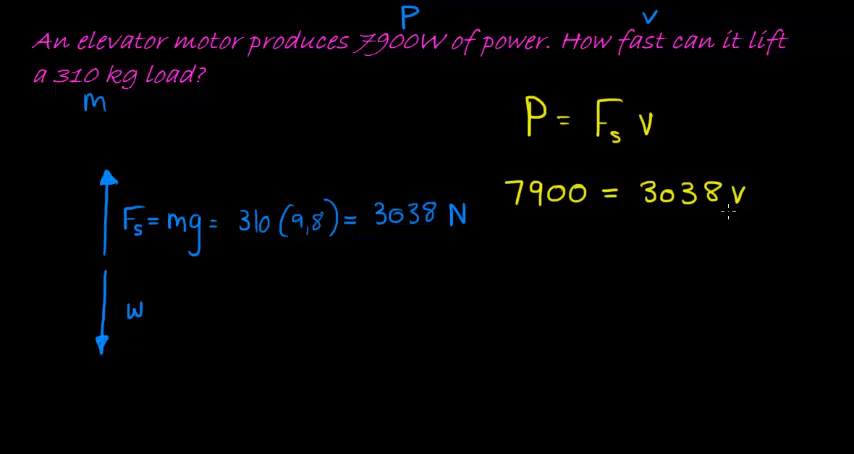 P v
An elevator motor produces 7900W of power. How fast can it lift
a 310 kg load?
m
P = Fs v
7900 = 3038 v
Fs = mg = 310 (9,8) = 3038 N
w